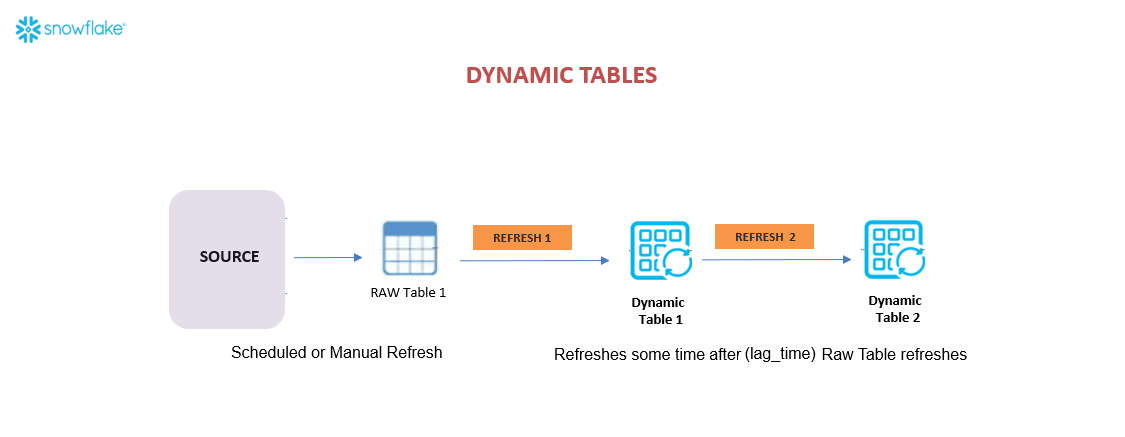 snowflake®
DYNAMIC TABLES
SOURCE
RAW Table 1
REFRESH 1
Dynamic
Table 1
REFRESH 2
Dynamic
Table 2
Scheduled or Manual Refresh
Refreshes some time after (lag_time) Raw Table refreshes